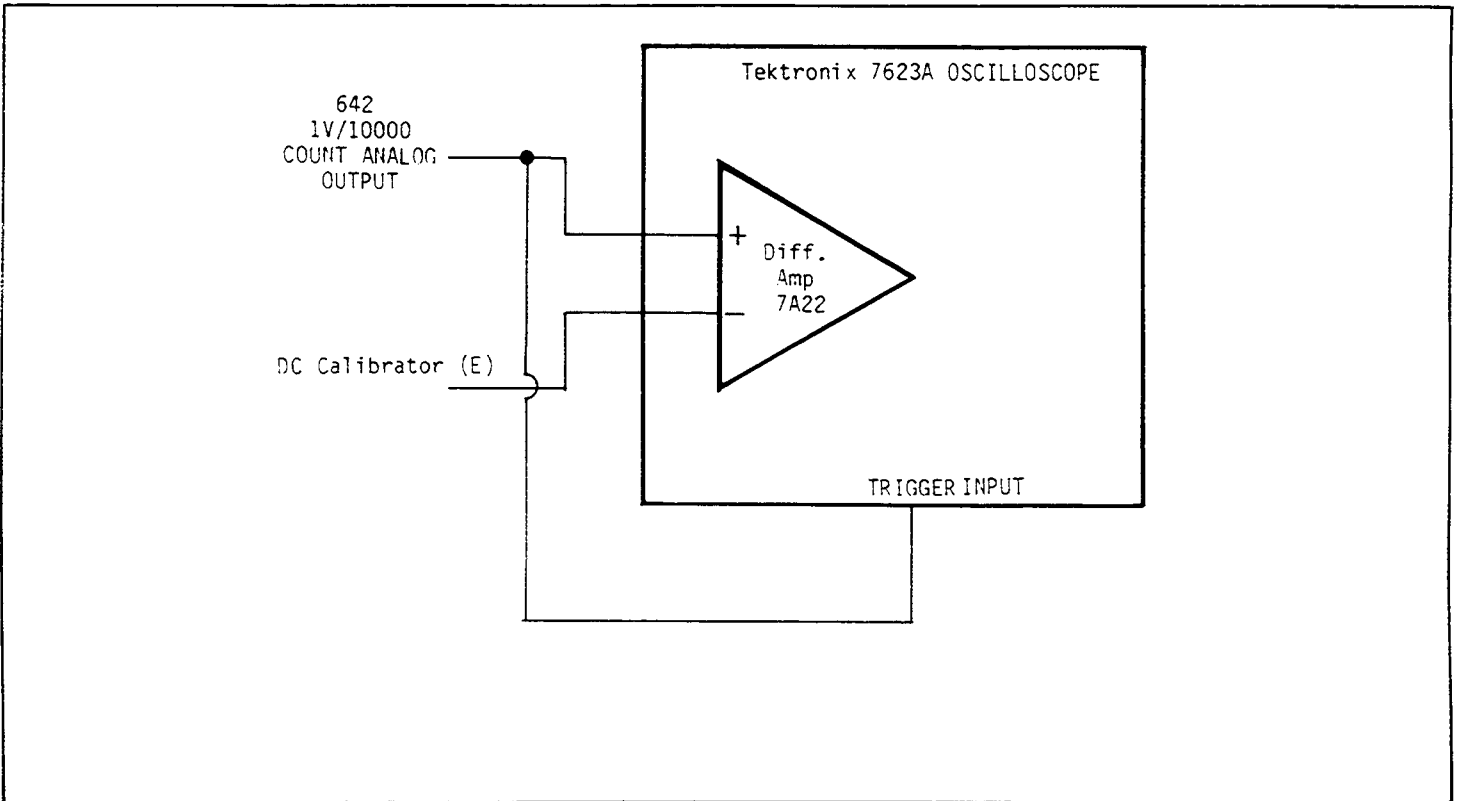 Tektronix 7623A OSCILLOSCOPE
642
1V/10000
COUNT ANALOG
OUTPUT
+
Diff.
Amp
7A22
−
DC Calibrator (E)
TRIGGER INPUT